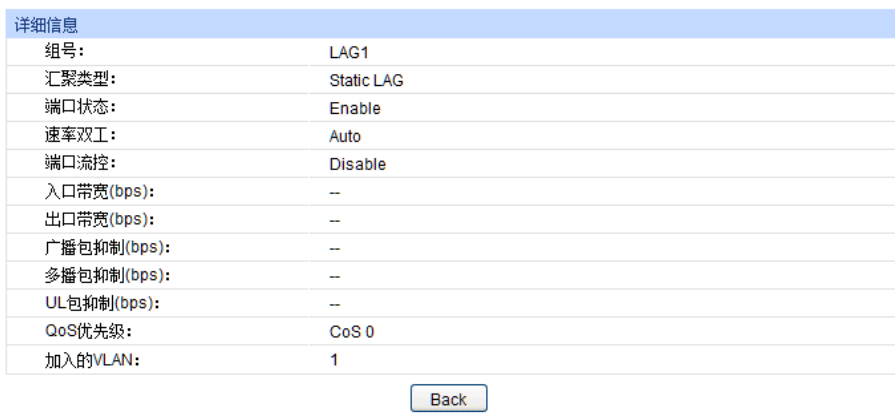 详细信息
组号： LAG1
汇聚类型： Static LAG
端口状态： Enable
速率双工： Auto
端口流控： Disable
入口带宽(bps)： --
出口带宽(bps)： --
广播包抑制(bps)： --
多播包抑制(bps)： --
UL包抑制(bps)： --
QoS优先级： CoS 0
加入的VLAN： 1
Back